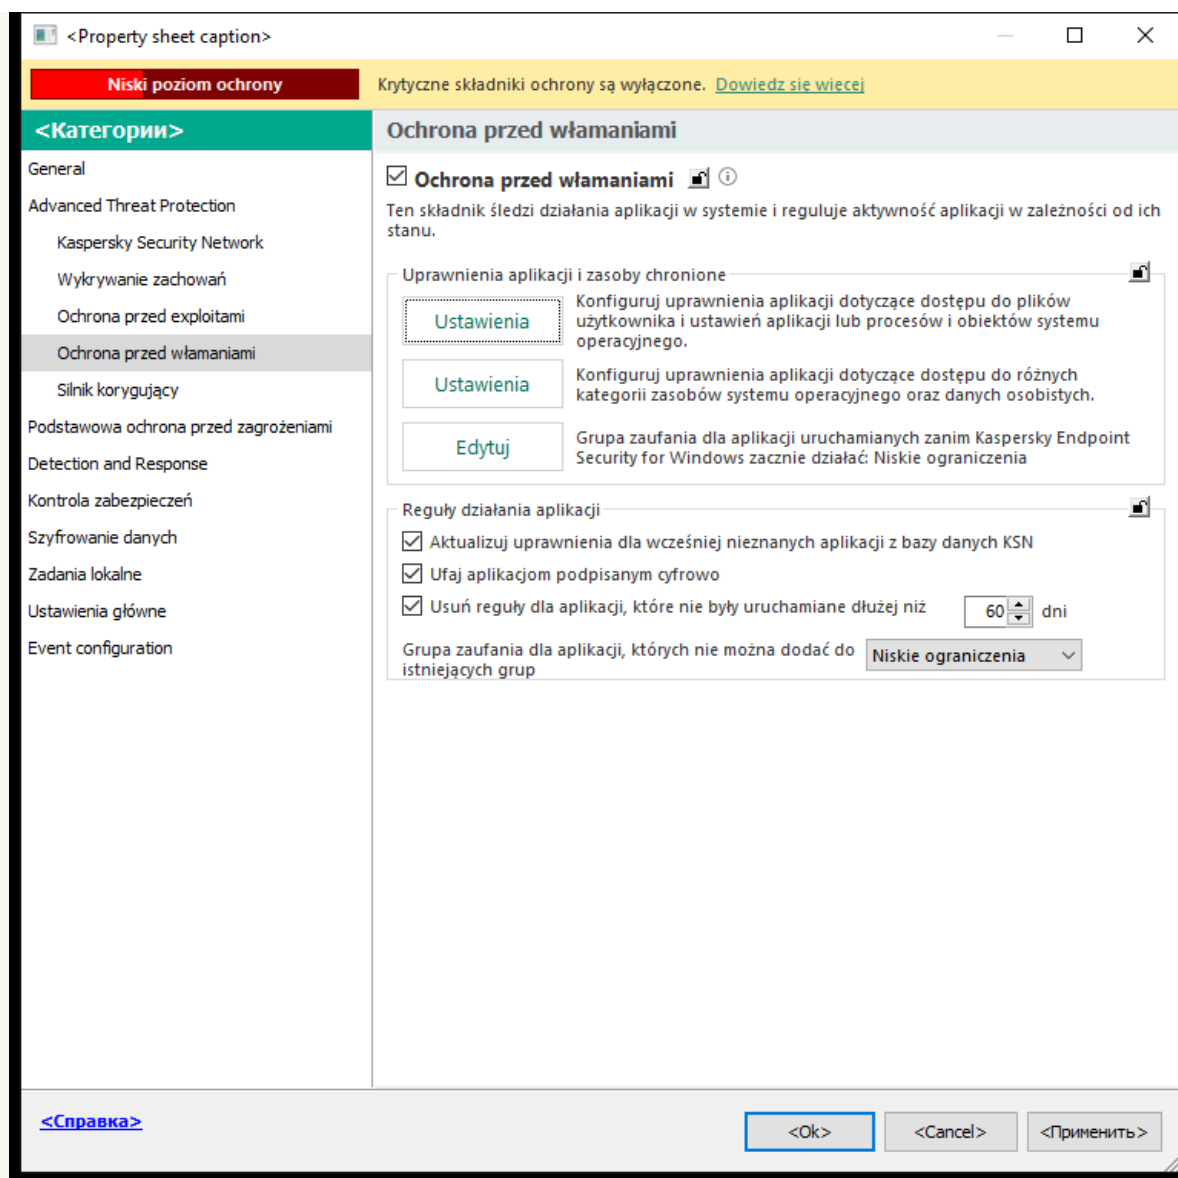 <Property sheet caption>
Niski poziom ochrony
Krytyczne składniki ochrony są wyłączone. Dowiedz się więcej
<Категории>
General
Advanced Threat Protection
Kaspersky Security Network
Wykrywanie zachowań
Ochrona przed exploitami
Ochrona przed włamaniami
Silnik korygujący
Podstawowa ochrona przed zagrożeniami
Detection and Response
Kontrola zabezpieczeń
Szyfrowanie danych
Zadania lokalne
Ustawienia główne
Event configuration
Ochrona przed włamaniami
Ochrona przed włamaniami
Ten składnik śledzi działania aplikacji w systemie i reguluje aktywność aplikacji w zależności od ich
stanu.
Uprawnienia aplikacji i zasoby chronione
Ustawienia
Konfiguruj uprawnienia aplikacji dotyczące dostępu do plików
użytkownika i ustawień aplikacji lub procesów i obiektów systemu
operacyjnego.
Ustawienia
Konfiguruj uprawnienia aplikacji dotyczące dostępu do różnych
kategorii zasobów systemu operacyjnego oraz danych osobistych.
Edytuj
Grupa zaufania dla aplikacji uruchamianych zanim Kaspersky Endpoint
Security for Windows zacznie działać: Niskie ograniczenia
Reguły działania aplikacji
Aktualizuj uprawnienia dla wcześniej nieznanych aplikacji z bazy danych KSN
Ufaj aplikacjom podpisanym cyfrowo
Usuń reguły dla aplikacji, które nie były uruchamiane dłużej niż 60 dni
Grupa zaufania dla aplikacji, których nie można dodać do
istniejących grup
Niskie ograniczenia
<Справка>
<Ok>
<Cancel>
<Применить>